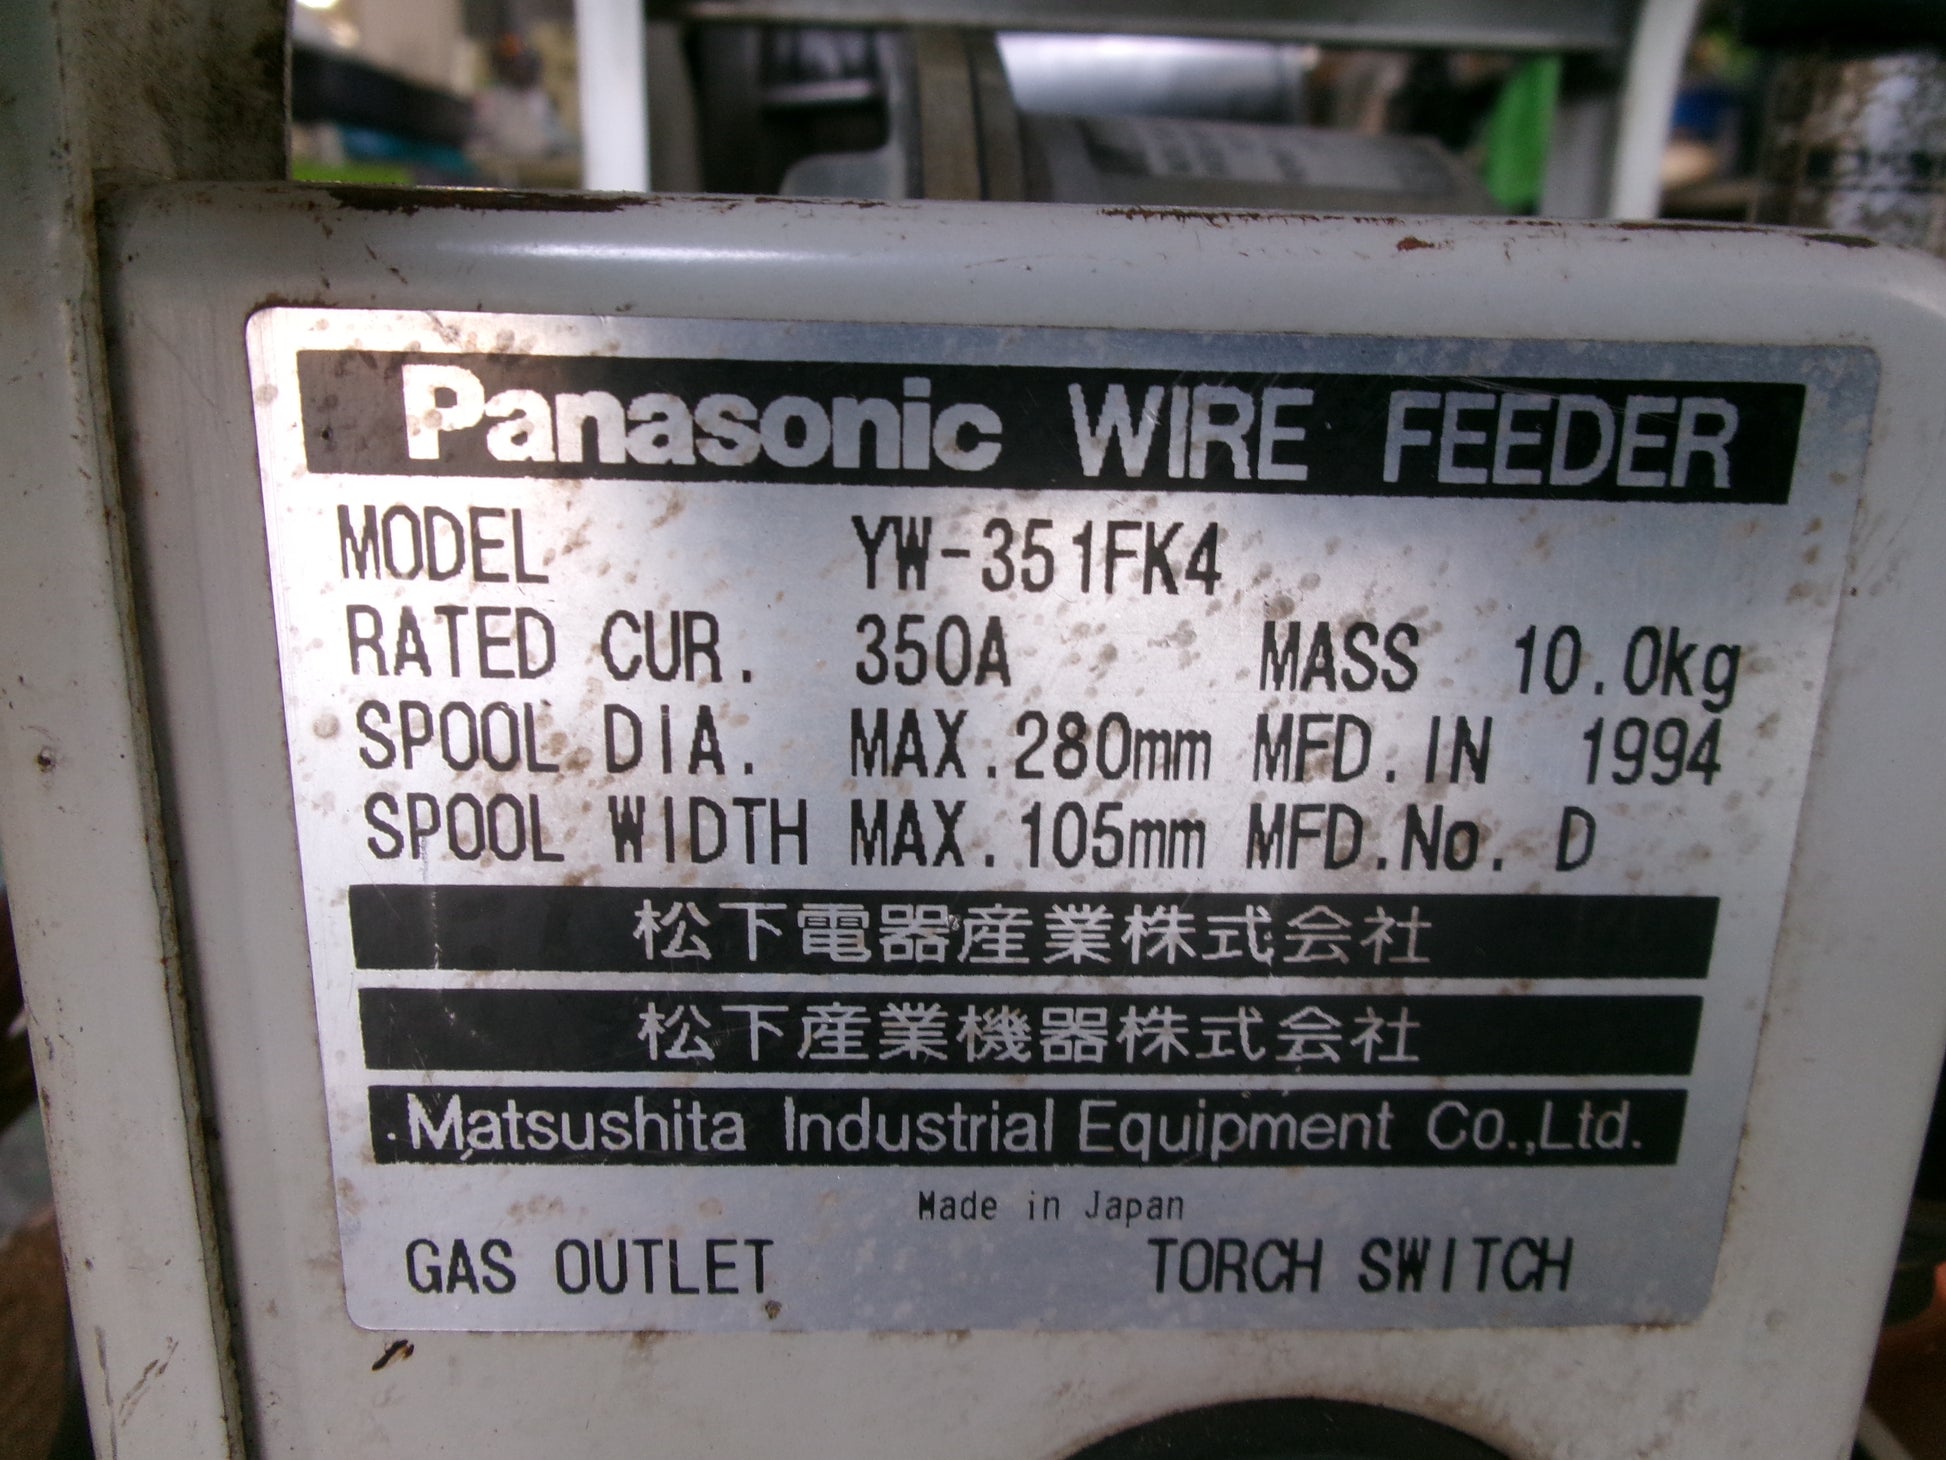 Panasonic WIRE FEEDER
MODEL YW-351FK4
RATED CUR. 350A MASS 10.0kg
SPOOL DIA. MAX.280mm MFD.IN 1994
SPOOL WIDTH MAX.105mm MFD.No. D
松下電器産業株式会社
松下産業機器株式会社
Matsushita Industrial Equipment Co.,Ltd.
Made in Japan
GAS OUTLET TORCH SWITCH